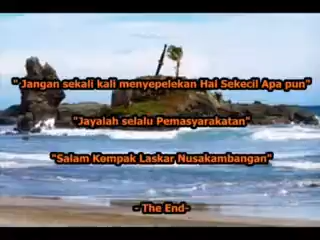 "Jangan sekali kali menyepelekan Hal Sekecil Apa pun"
"Jayalah selalu Pemasyarakatan"
"Salam Kompak Laskar Nusakambangan"
- The End-